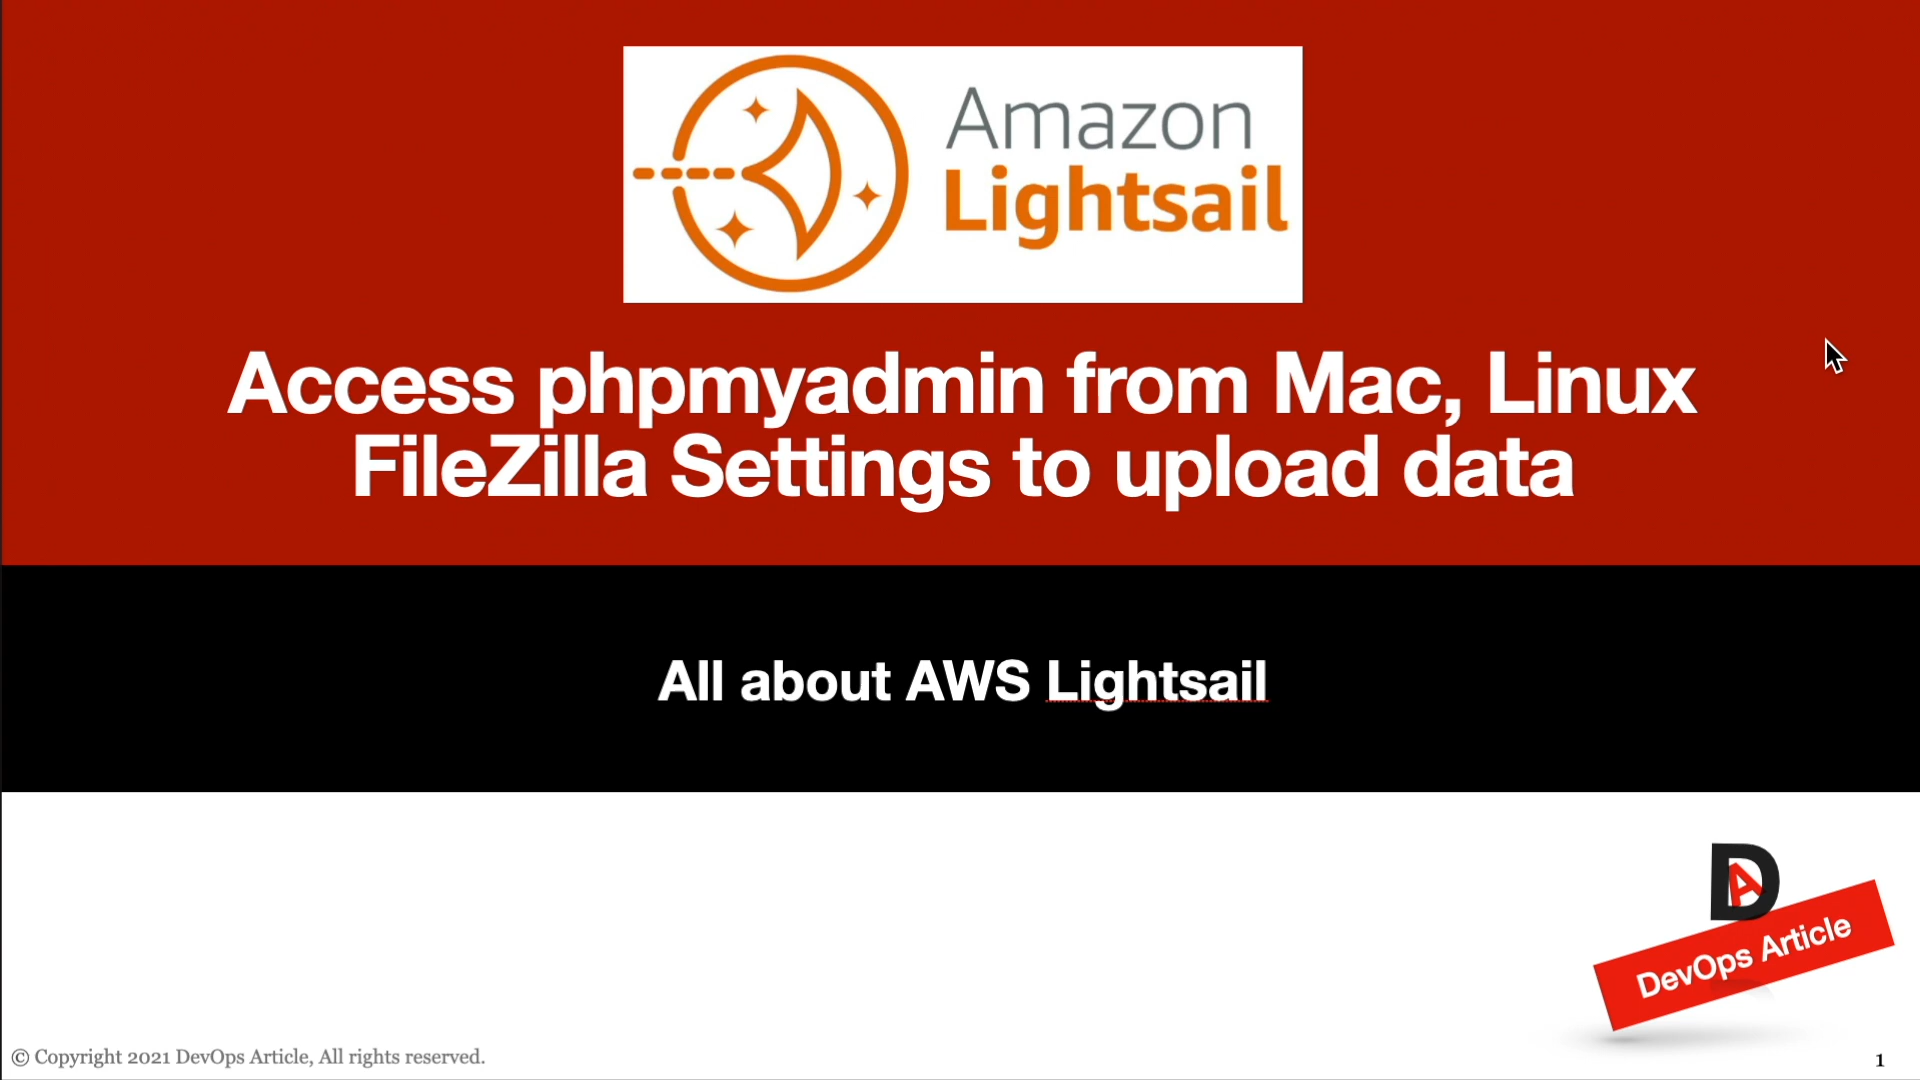 Amazon
Lightsail
Access phpmyadmin from Mac, Linux
FileZilla Settings to upload data
All about AWS Lightsail
DA
DevOps Article
© Copyright 2021 DevOps Article, All rights reserved.
1